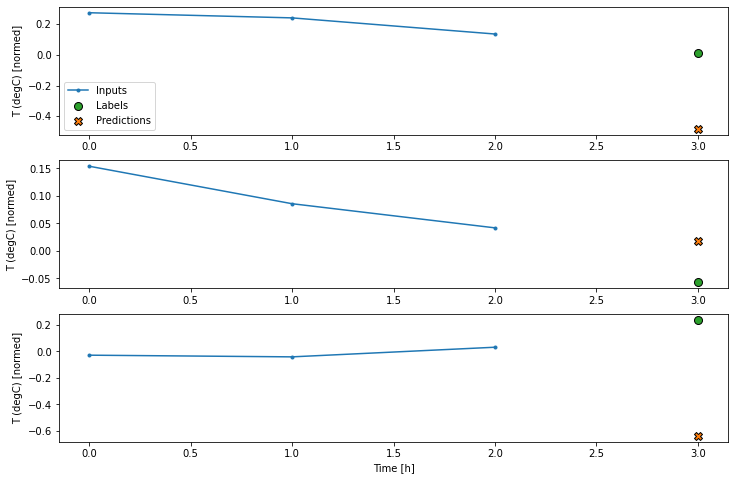 T (degC) [normed]
0.2
0.0
−0.2
−0.4
Inputs
Labels
Predictions
0.0 0.5 1.0 1.5 2.0 2.5 3.0
T (degC) [normed]
0.15
0.10
0.05
0.00
−0.05
0.0 0.5 1.0 1.5 2.0 2.5 3.0
T (degC) [normed]
0.2
0.0
−0.2
−0.4
−0.6
0.0 0.5 1.0 1.5 2.0 2.5 3.0
Time [h]